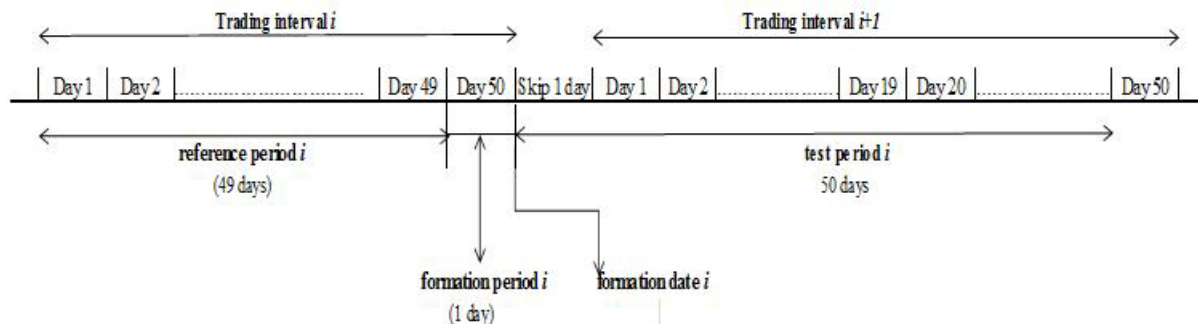 Trading interval i
Trading interval i+1
Day 1 Day 2 ................................ Day 49 Day 50 Skip 1 day Day 1 Day 2 ........................ Day 19 Day 20 ........................ Day 50
reference period i
(49 days)
test period i
50 days
formation period i
(1 day)
formation date i